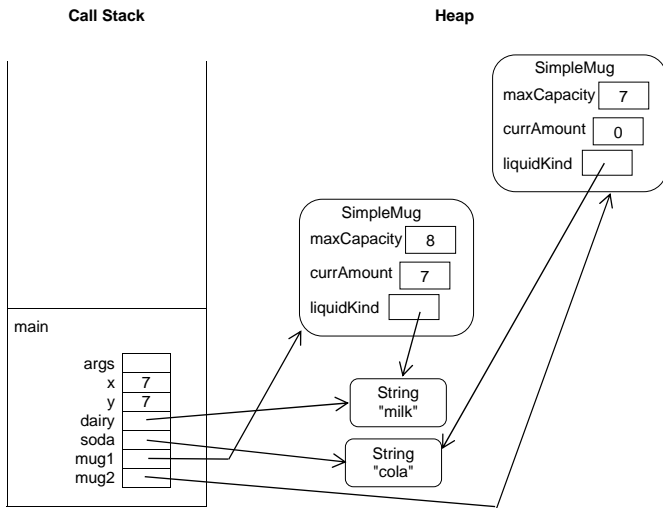 Call Stack
Heap
SimpleMug
maxCapacity 7
currAmount 0
liquidKind
SimpleMug
maxCapacity 8
currAmount 7
liquidKind
main
args
x 7
y 7
dairy
soda
mug1
mug2
String
"milk"
String
"cola"